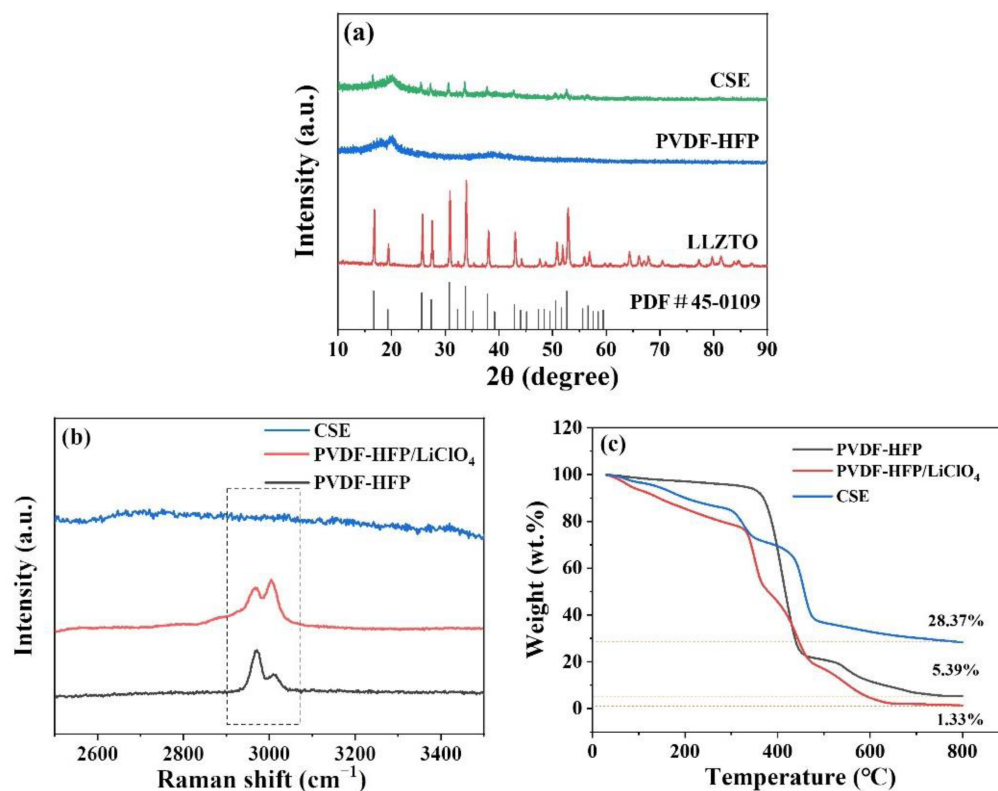 (a)
CSE
PVDF-HFP
LLZTO
PDF#45-0109
Intensity (a.u.)
10 20 30 40 50 60 70 80 90
2θ (degree)
(b)
CSE
PVDF-HFP/LiClO₄
PVDF-HFP
Intensity (a.u.)
2600 2800 3000 3200 3400
Raman shift (cm⁻¹)
(c)
PVDF-HFP
PVDF-HFP/LiClO₄
CSE
120
100
80
60
40
20
0
Weight (wt.%)
28.37%
5.39%
1.33%
0 200 400 600 800
Temperature (℃)